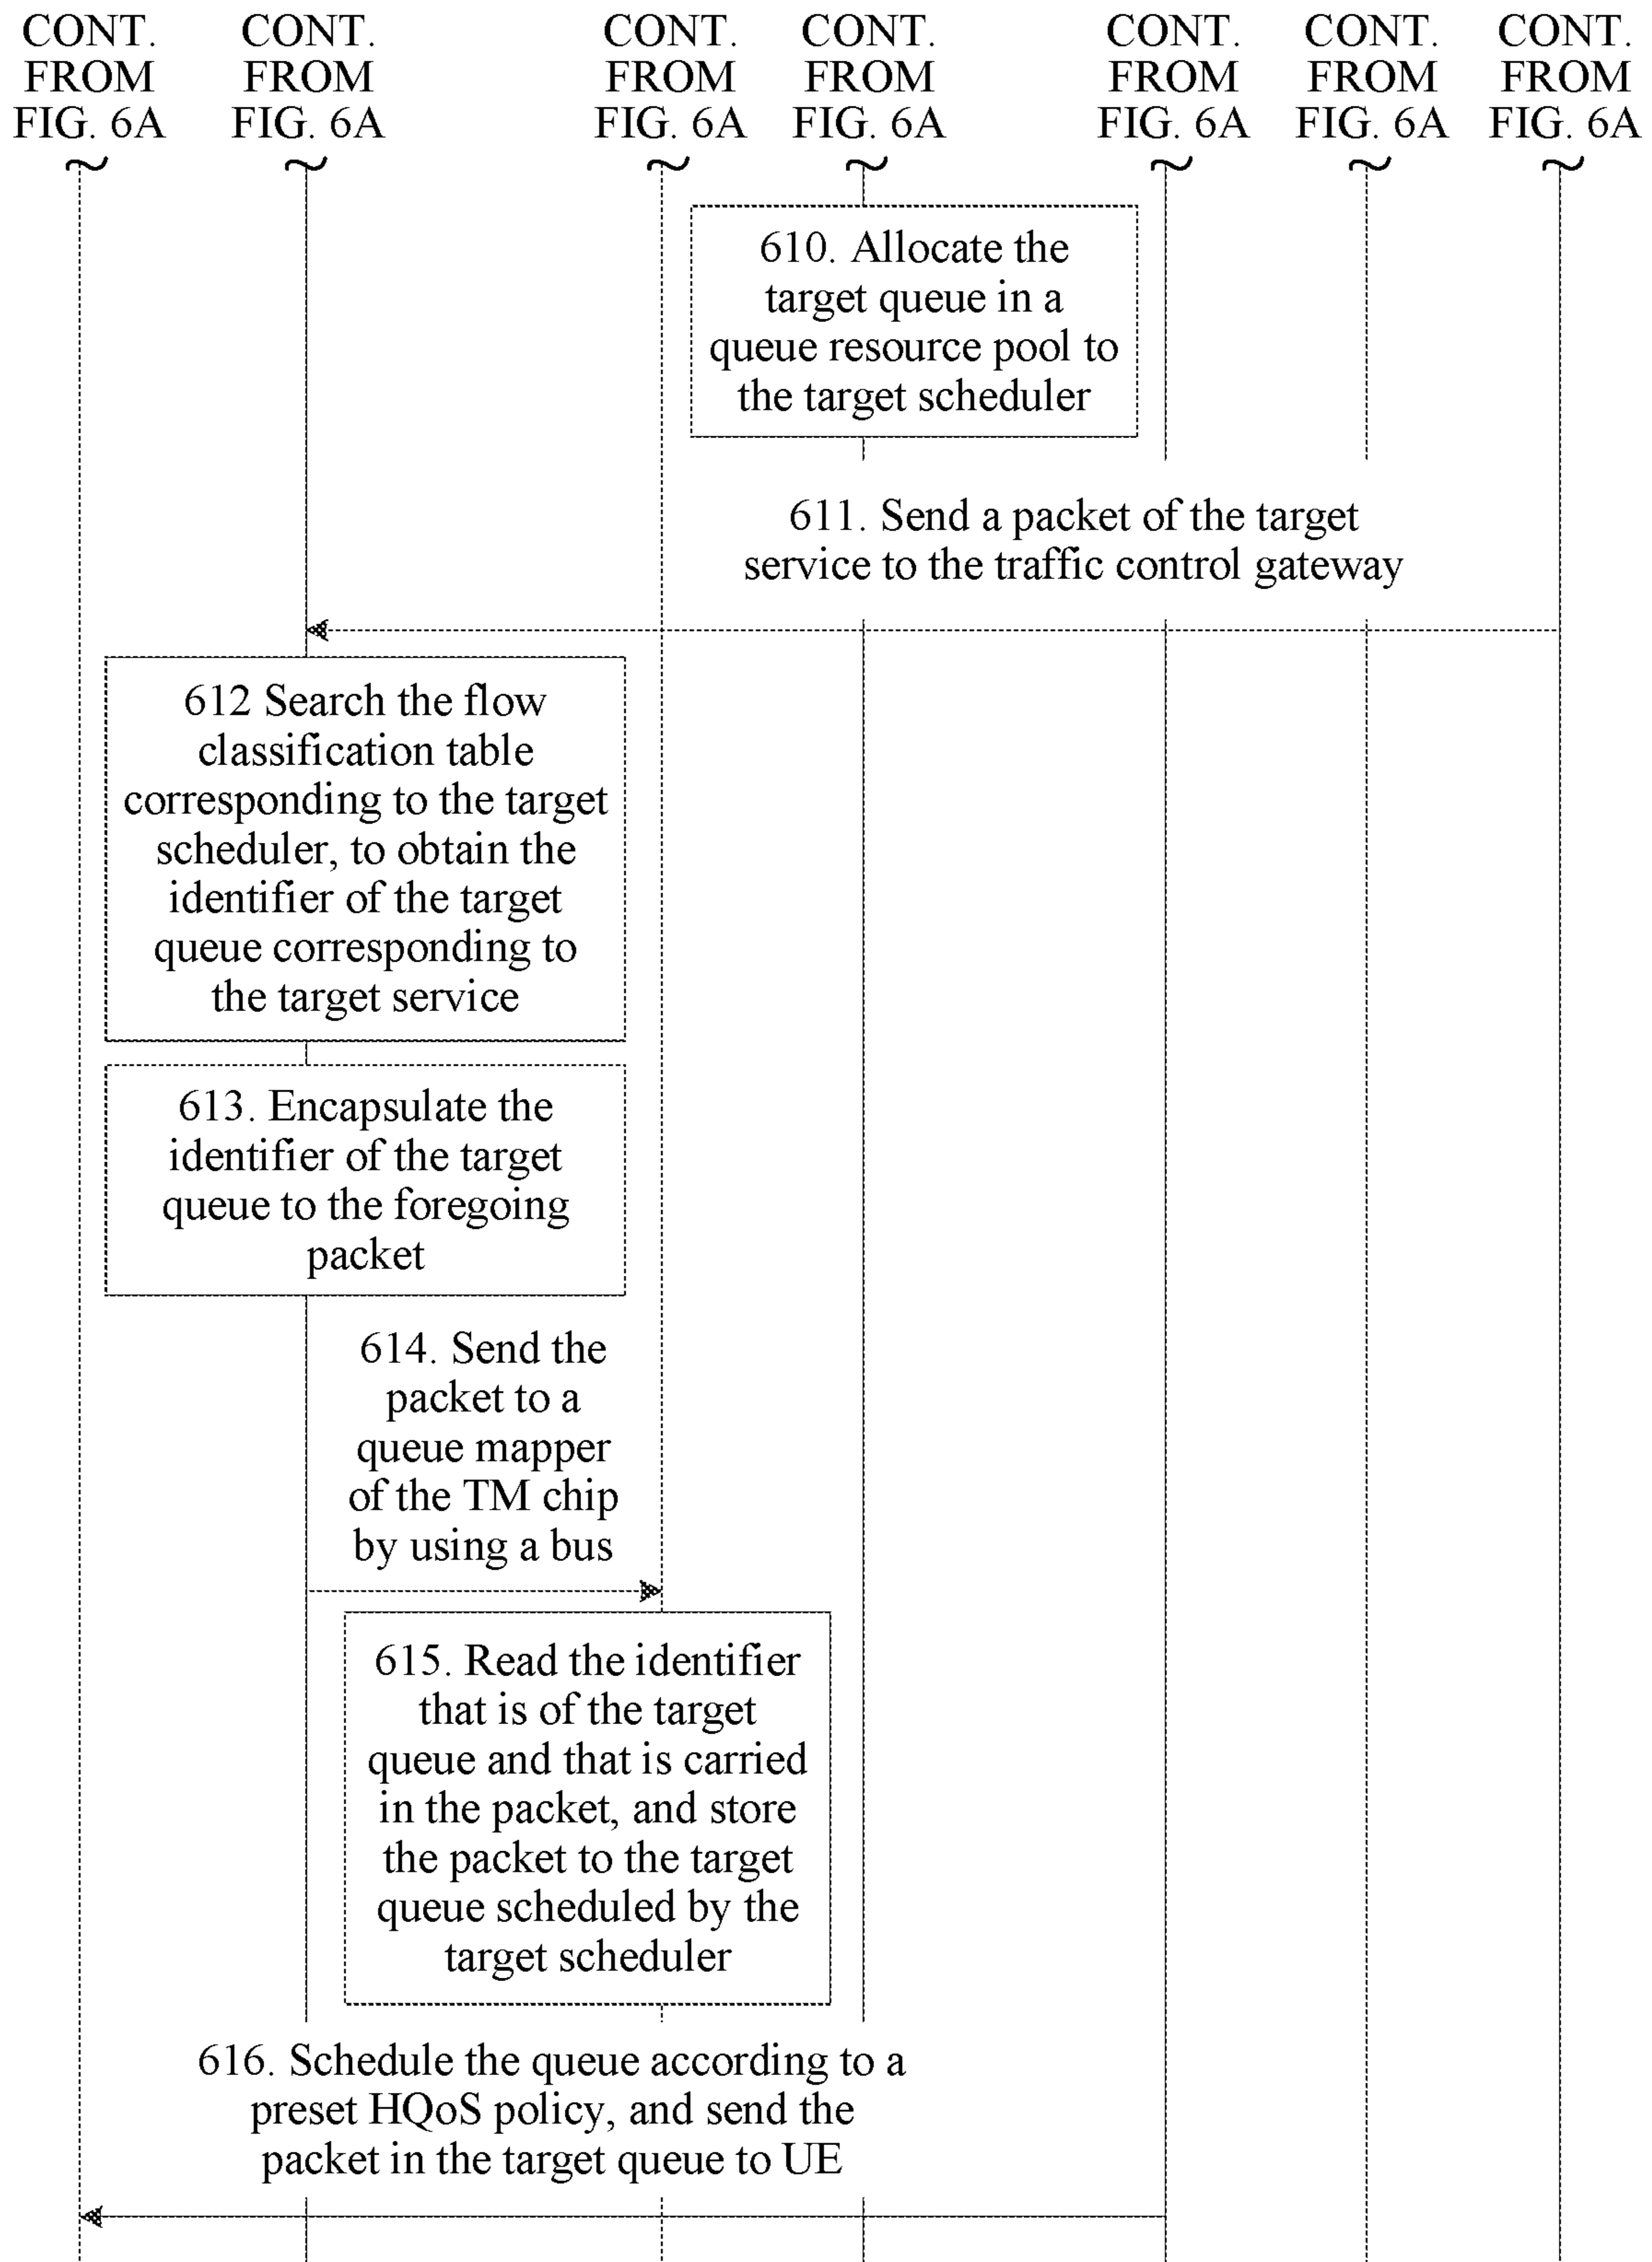 CONT. CONT. CONT. CONT. CONT. CONT. CONT.
FROM FROM FROM FROM FROM FROM FROM
FIG. 6A FIG. 6A FIG. 6A FIG. 6A FIG. 6A FIG. 6A FIG. 6A
610. Allocate the
target queue in a
queue resource pool to
the target scheduler
611. Send a packet of the target
service to the traffic control gateway
612 Search the flow
classification table
corresponding to the target
scheduler, to obtain the
identifier of the target
queue corresponding to
the target service
613. Encapsulate the
identifier of the target
queue to the foregoing
packet
614. Send the
packet to a
queue mapper
of the TM chip
by using a bus
615. Read the identifier
that is of the target
queue and that is carried
in the packet, and store
the packet to the target
queue scheduled by the
target scheduler
616. Schedule the queue according to a
preset HQoS policy, and send the
packet in the target queue to UE